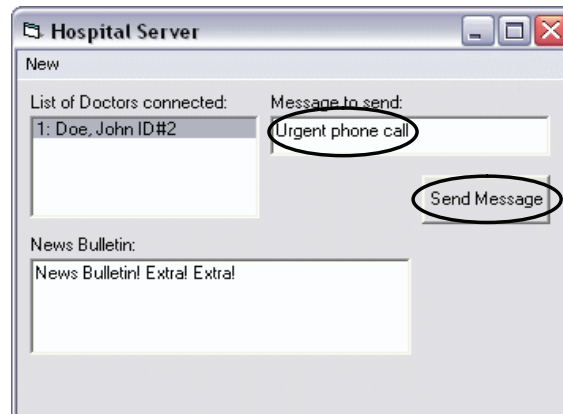 Hospital Server
New
List of Doctors connected:
Message to send:
1: Doe, John ID#2
Urgent phone call
Send Message
News Bulletin:
News Bulletin! Extra! Extra!